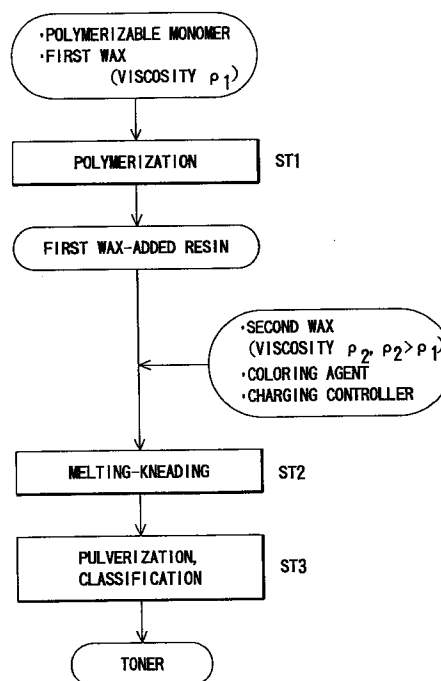 ·POLYMERIZABLE MONOMER
·FIRST WAX
(VISCOSITY ρ1)
POLYMERIZATION
ST1
FIRST WAX-ADDED RESIN
·SECOND WAX
(VISCOSITY ρ2, ρ2>ρ1)
·COLORING AGENT
·CHARGING CONTROLLER
MELTING-KNEADING
ST2
PULVERIZATION,
CLASSIFICATION
ST3
TONER